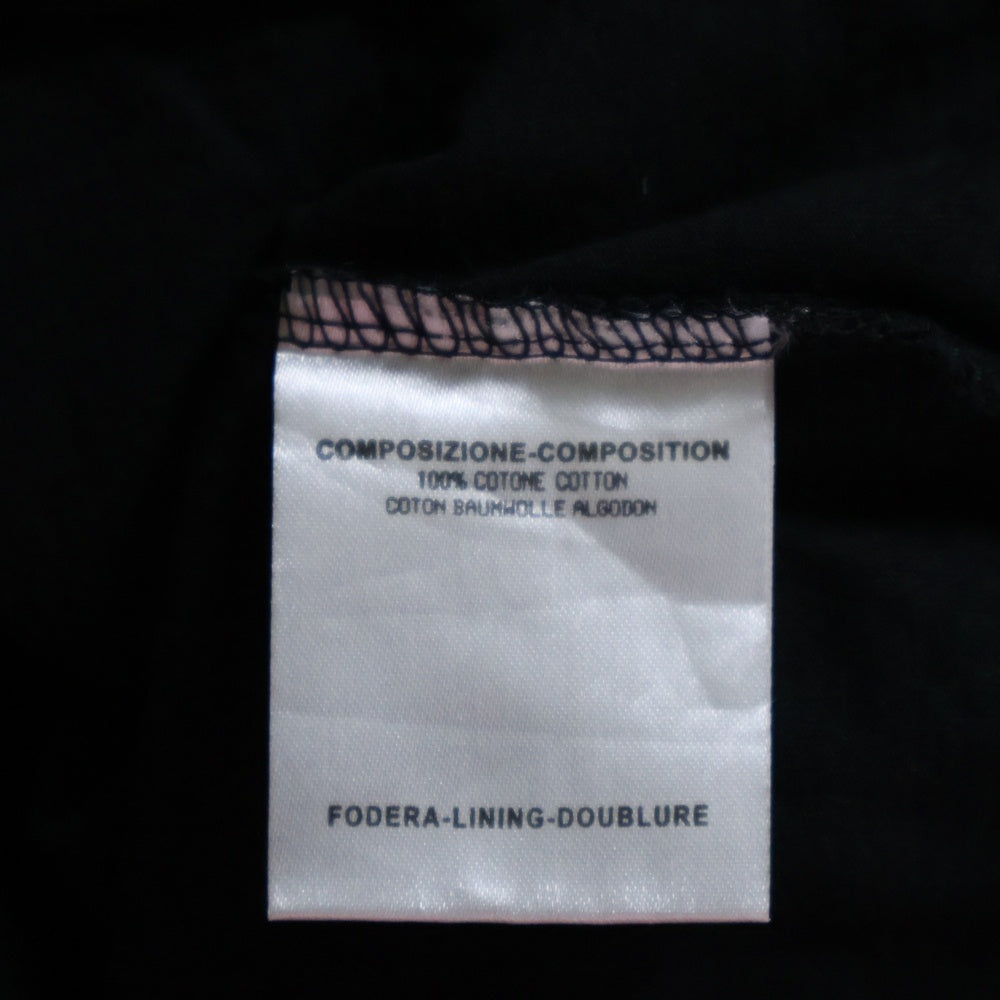 COMPOSIZIONE-COMPOSITION
100% COTONE COTTON
COTON BAUMWOLLE ALGODON
FODERA-LINING-DOUBLURE